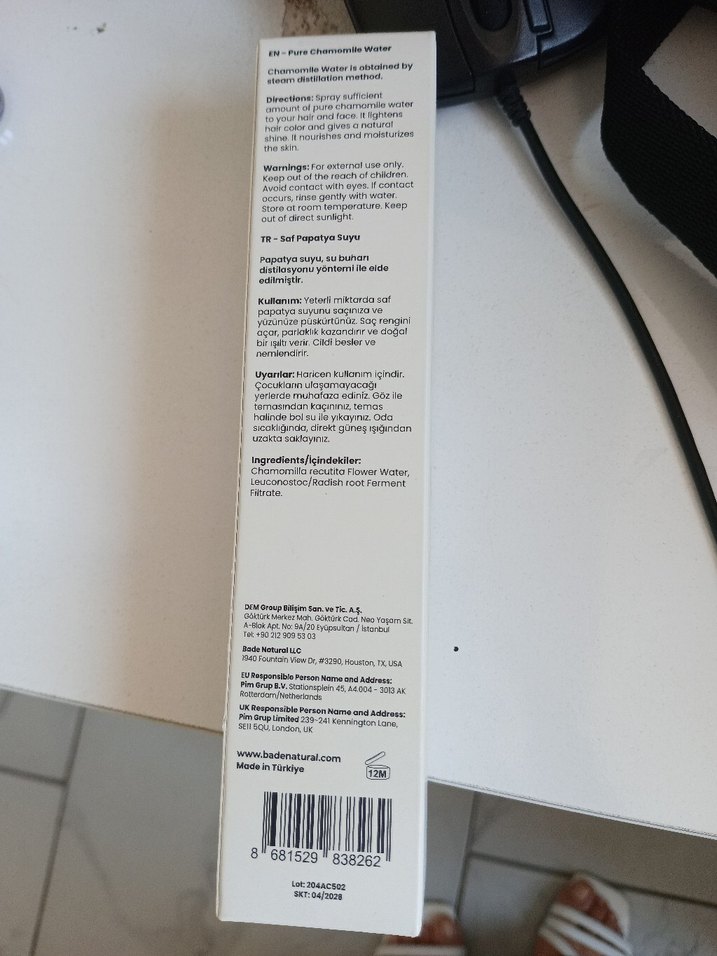 EN - Pure Chamomile Water
Chamomile Water is obtained by
steam distillation method.
Directions: Spray sufficient
amount of pure chamomile water
to your hair and face. It lightens
hair color and gives a natural
shine. It nourishes and moisturizes
the skin.
Warnings: For external use only.
Keep out of the reach of children.
Avoid contact with eyes. If contact
occurs, rinse gently with water.
Store at room temperature. Keep
out of direct sunlight.
TR - Saf Papatya Suyu
Papatya suyu, su buharı
distilasyonu yöntemi ile elde
edilmiştir.
Kullanım: Yeterli miktarda saf
papatya suyunu saçınıza ve
yüzünüze püskürtünüz. Saç rengini
açar, parlaklık kazandırır ve doğal
bir ışıltı verir. Cildi besler ve
nemlendirir.
Uyarılar: Haricen kullanım içindir.
Çocukların ulaşamayacağı
yerlerde muhafaza ediniz. Göz ile
temasından kaçınınız, temas
halinde bol su ile yıkayınız. Oda
sıcaklığında, direkt güneş ışığından
uzakta saklayınız.
Ingredients/İçindekiler:
Chamomilla recutita Flower Water,
Leuconostoc/Radish root Ferment
Filtrate.
DEM Group Bilişim San. ve Tic. A.Ş.
Göktürk Merkez Mah. Göktürk Cad. Neo Yaşam Sit.
A-Blok Apt. No: 9A/20 Eyüpsultan / İstanbul
Tel: +90 212 909 53 03
Bade Natural LLC
1940 Fountain View Dr, #3290, Houston, TX, USA
EU Responsible Person Name and Address:
Pim Grup B.V. Stationsplein 45, A4.004 - 3013 AK
Rotterdam/Netherlands
UK Responsible Person Name and Address:
Pim Grup Limited 239-241 Kennington Lane,
SE11 5QU, London, UK
www.badenatural.com
Made in Türkiye
12M
8 681529 838262
Lot: 204AC502
SKT: 04/2028